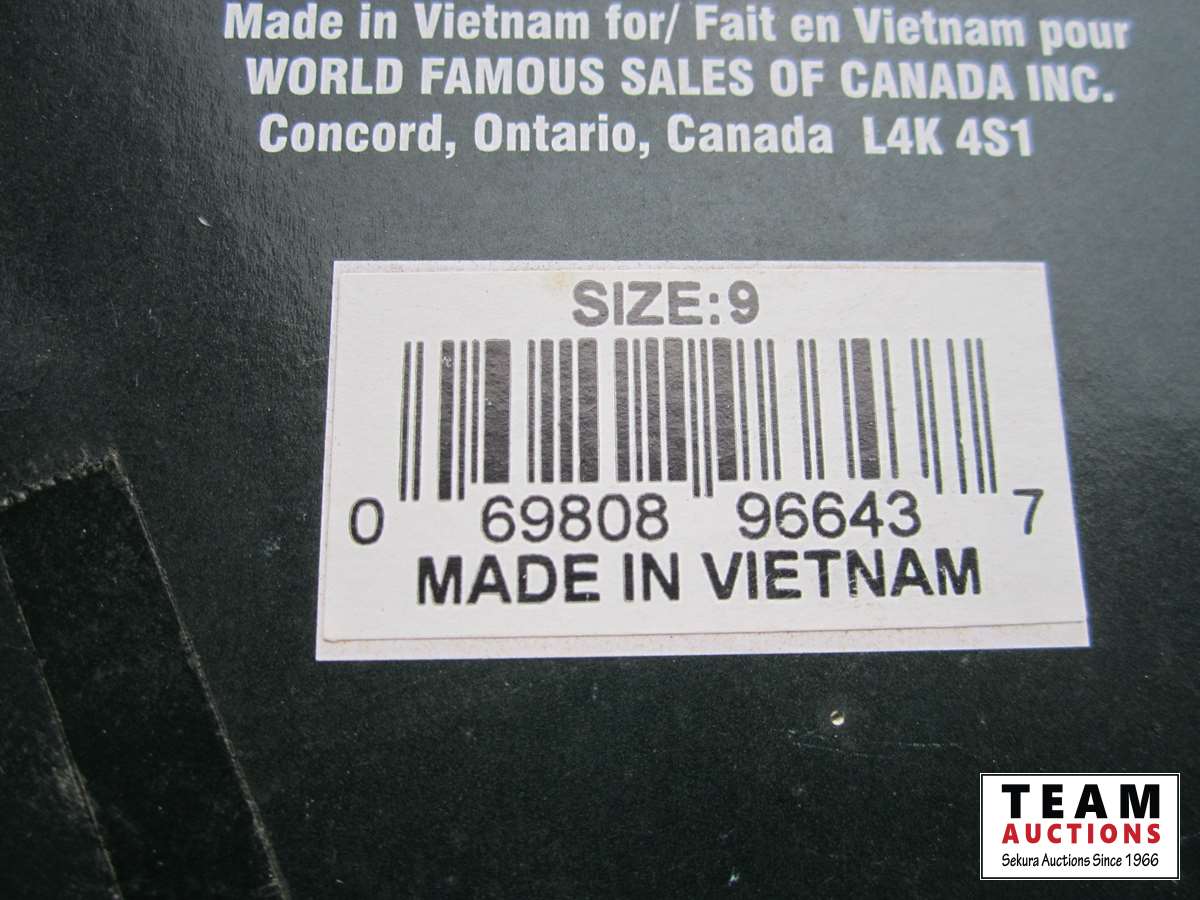 Made in Vietnam for/ Fait en Vietnam pour
WORLD FAMOUS SALES OF CANADA INC.
Concord, Ontario, Canada L4K 4S1
SIZE:9
0 69808 96643 7
MADE IN VIETNAM
TEAM
AUCTIONS
Sekura Auctions Since 1966